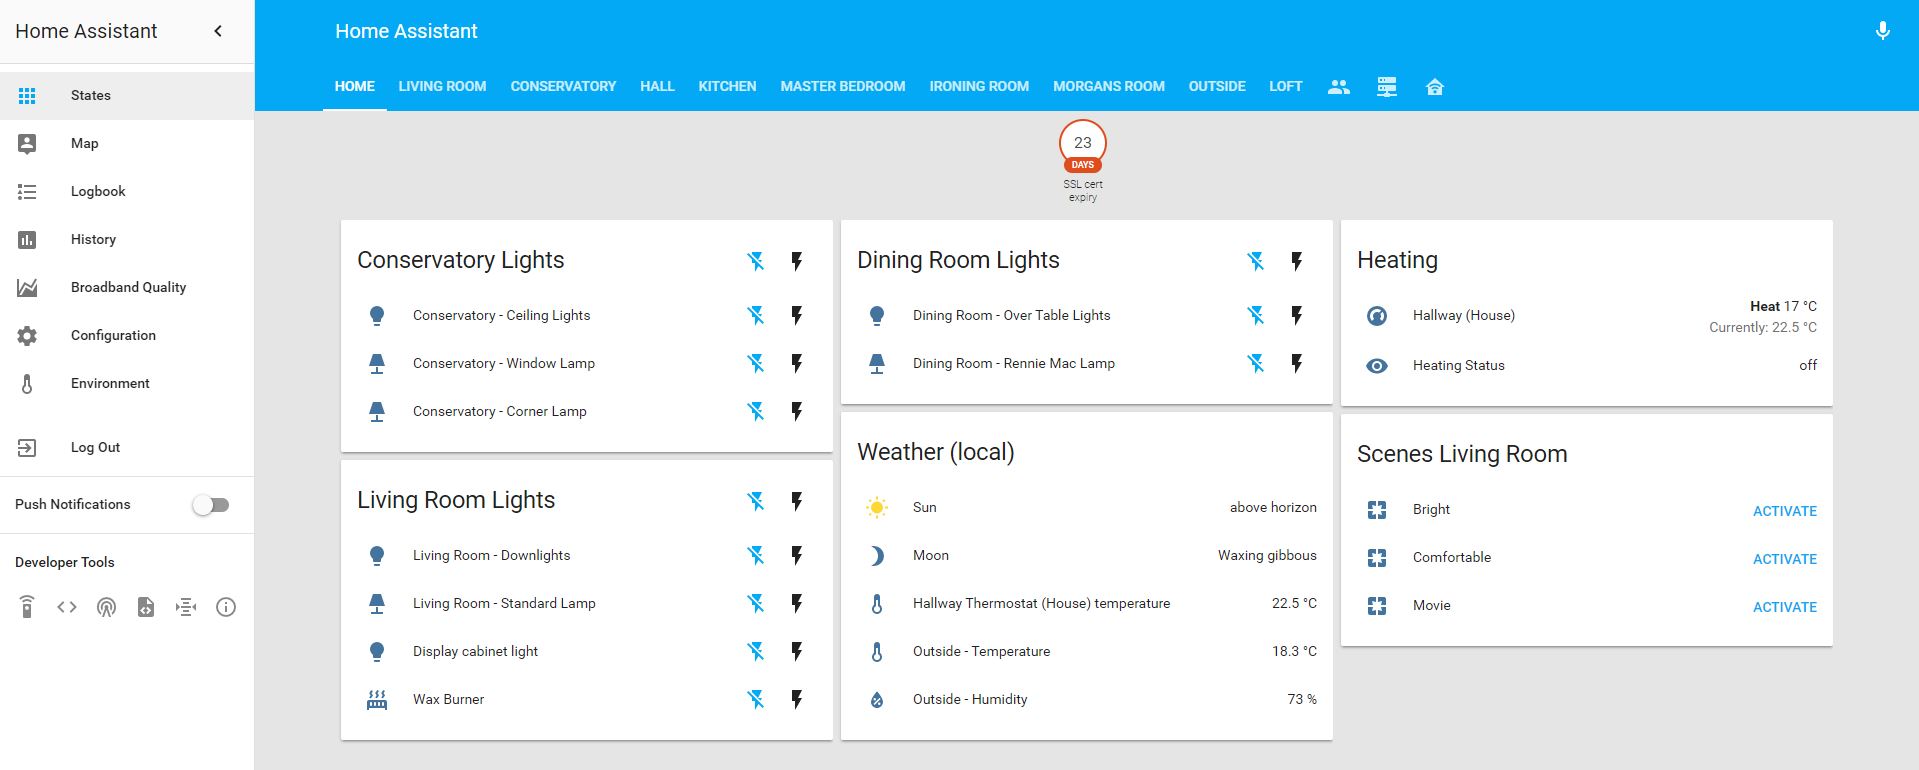 Home Assistant
States
Map
Logbook
History
Broadband Quality
Configuration
Environment
Log Out
Push Notifications
Developer Tools
Home Assistant
HOME LIVING ROOM CONSERVATORY HALL KITCHEN MASTER BEDROOM IRONING ROOM MORGANS ROOM OUTSIDE LOFT
23
DAYS
SSL cert
expiry
Conservatory Lights
Conservatory - Ceiling Lights
Conservatory - Window Lamp
Conservatory - Corner Lamp
Living Room Lights
Living Room - Downlights
Living Room - Standard Lamp
Display cabinet light
Wax Burner
Dining Room Lights
Dining Room - Over Table Lights
Dining Room - Rennie Mac Lamp
Weather (local)
Sun above horizon
Moon Waxing gibbous
Hallway Thermostat (House) temperature 22.5 °C
Outside - Temperature 18.3 °C
Outside - Humidity 73 %
Heating
Hallway (House) Heat 17 °C
Currently: 22.5 °C
Heating Status off
Scenes Living Room
Bright ACTIVATE
Comfortable ACTIVATE
Movie ACTIVATE